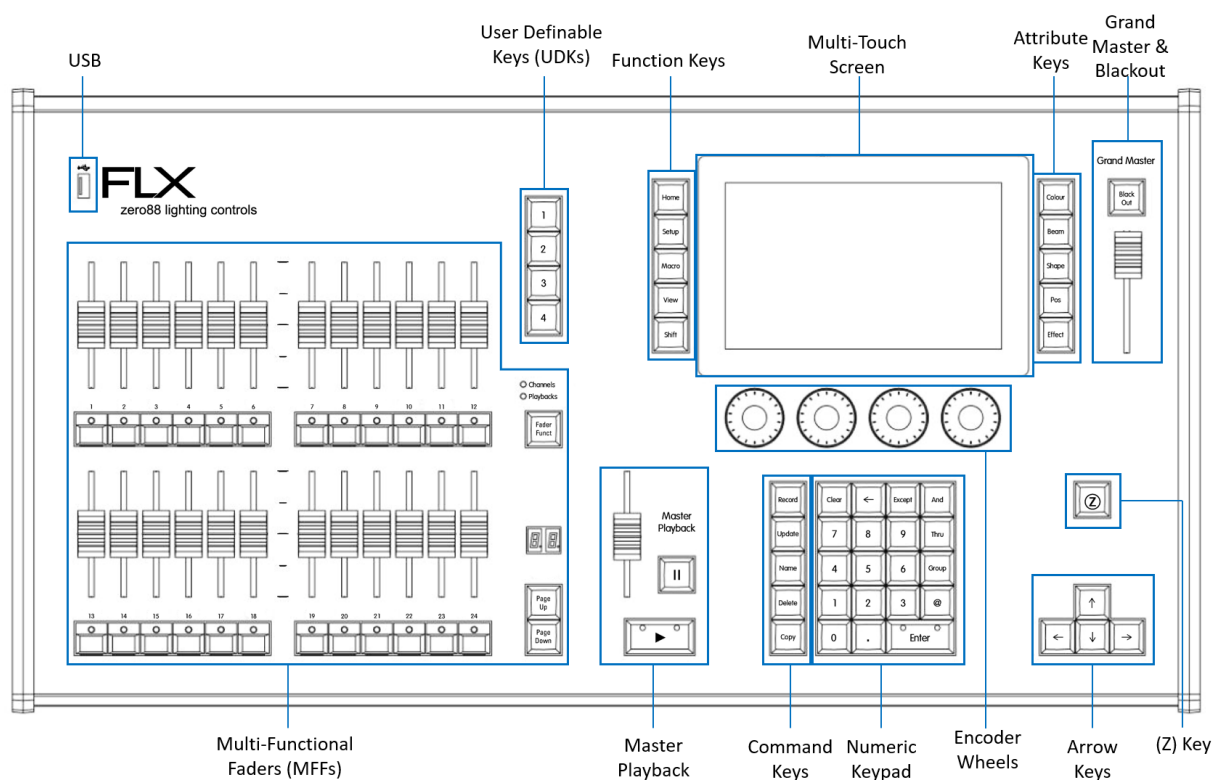 USB
User Definable
Keys (UDKs)
Function Keys
Multi-Touch
Screen
Attribute
Keys
Grand
Master &
Blackout
FLX
zero88 lighting controls
1
2
3
4
Home
Setup
Macro
View
Shift
Colour
Beam
Shape
Pos
Effect
Grand Master
Black
Out
Channels
Playbacks
1 2 3 4 5 6 7 8 9 10 11 12
Fader
Funct
Page
Up
Page
Down
13 14 15 16 17 18 19 20 21 22 23 24
Master
Playback
Record
Update
Name
Delete
Copy
Clear ← Except And
7 8 9 Thru
4 5 6 Group
1 2 3 @
0 . Enter
Z
↑
← ↓ →
Multi-Functional
Faders (MFFs)
Master
Playback
Command
Keys
Numeric
Keypad
Encoder
Wheels
Arrow
Keys
(Z) Key